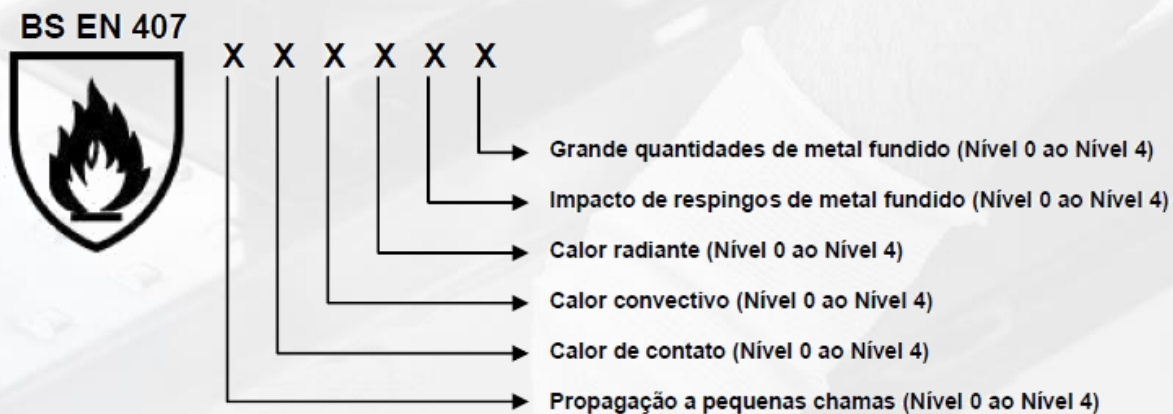 BS EN 407
X X X X X X
Grande quantidades de metal fundido (Nível 0 ao Nível 4)
Impacto de respingos de metal fundido (Nível 0 ao Nível 4)
Calor radiante (Nível 0 ao Nível 4)
Calor convectivo (Nível 0 ao Nível 4)
Calor de contato (Nível 0 ao Nível 4)
Propagação a pequenas chamas (Nível 0 ao Nível 4)